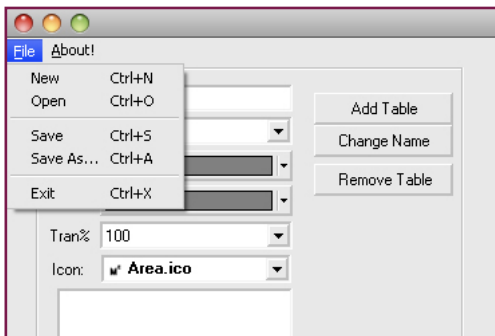 File About!
New Ctrl+N
Open Ctrl+O
Save Ctrl+S
Save As... Ctrl+A
Exit Ctrl+X
Add Table
Change Name
Remove Table
Tran% 100
Icon: Area.ico